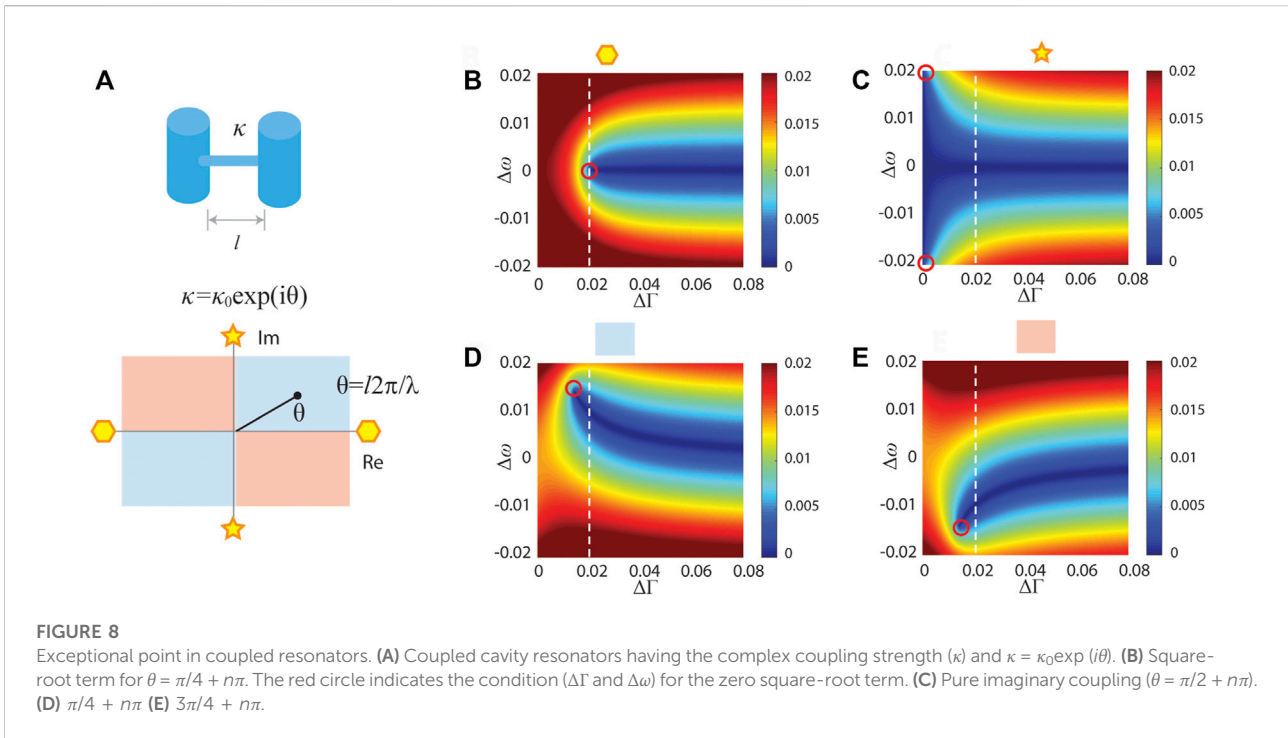 A
κ
l
κ=κ₀exp(iθ)
Im
θ=l2π/λ
θ
Re
B
0.02
0.01
0
-0.01
-0.02
Δω
0
0.02
0.04
0.06
0.08
ΔΓ
0.02
0.015
0.01
0.005
0
C
0.02
0.01
0
-0.01
-0.02
Δω
0
0.02
0.04
0.06
0.08
ΔΓ
0.02
0.015
0.01
0.005
0
D
0.02
0.01
0
-0.01
-0.02
Δω
0
0.02
0.04
0.06
0.08
ΔΓ
0.02
0.015
0.01
0.005
0
E
0.02
0.01
0
-0.01
-0.02
Δω
0
0.02
0.04
0.06
0.08
ΔΓ
0.02
0.015
0.01
0.005
0
FIGURE 8
Exceptional point in coupled resonators. (A) Coupled cavity resonators having the complex coupling strength (κ) and κ = κ₀exp (iθ). (B) Square-
root term for θ = π/4 + nπ. The red circle indicates the condition (ΔΓ and Δω) for the zero square-root term. (C) Pure imaginary coupling (θ = π/2 + nπ).
(D) π/4 + nπ (E) 3π/4 + nπ.